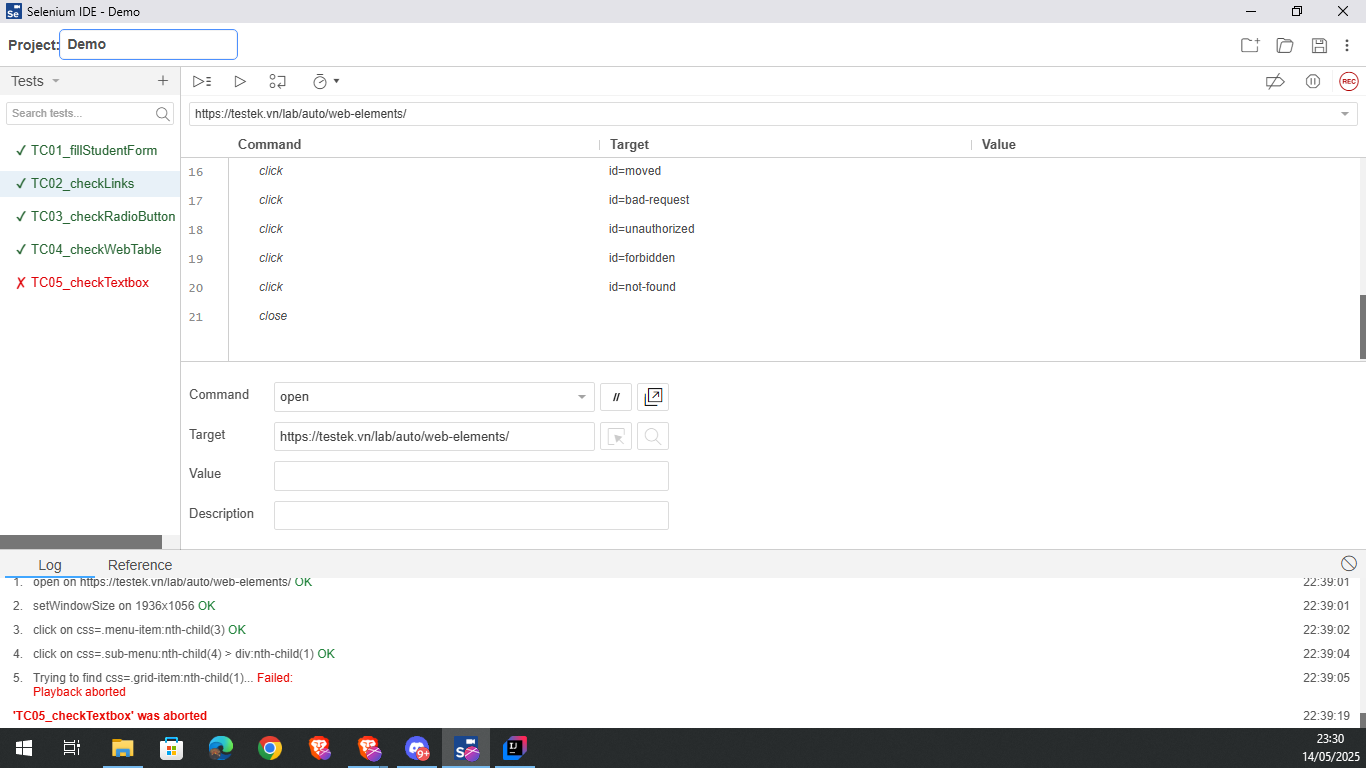 Selenium IDE - Demo
Project: Demo
Tests
Search tests...
✓ TC01_fillStudentForm
✓ TC02_checkLinks
✓ TC03_checkRadioButton
✓ TC04_checkWebTable
✗ TC05_checkTextbox
REC
https://testek.vn/lab/auto/web-elements/
Command Target Value
16 click id=moved
17 click id=bad-request
18 click id=unauthorized
19 click id=forbidden
20 click id=not-found
21 close
Command open //
Target https://testek.vn/lab/auto/web-elements/
Value
Description
Log Reference
1. open on https://testek.vn/lab/auto/web-elements/ OK 22:39:01
2. setWindowSize on 1936x1056 OK 22:39:01
3. click on css=.menu-item:nth-child(3) OK 22:39:02
4. click on css=.sub-menu:nth-child(4) > div:nth-child(1) OK 22:39:04
5. Trying to find css=.grid-item:nth-child(1)... Failed: 22:39:05
Playback aborted
'TC05_checkTextbox' was aborted 22:39:19
9+
Se
IJ
23:30
14/05/2025